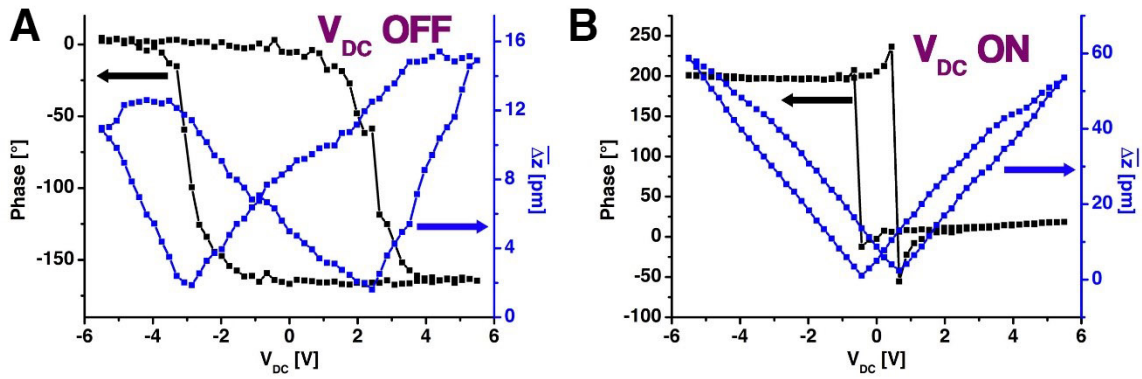 A
V_DC OFF
Phase [°]
0
-50
-100
-150
16
12
8
4
0
Δz [pm]
-6 -4 -2 0 2 4 6
V_DC [V]
B
V_DC ON
Phase [°]
250
200
150
100
50
0
-50
-100
60
40
20
0
Δz [pm]
-6 -4 -2 0 2 4 6
V_DC [V]